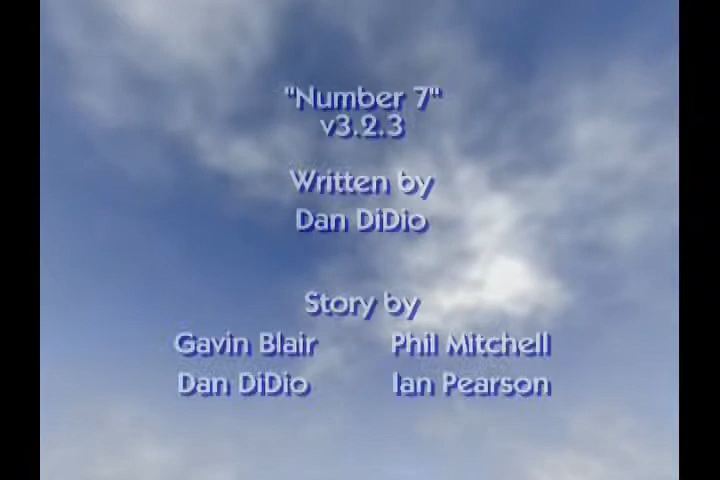 "Number 7"
v3.2.3
Written by
Dan DiDio
Story by
Gavin Blair Phil Mitchell
Dan DiDio Ian Pearson